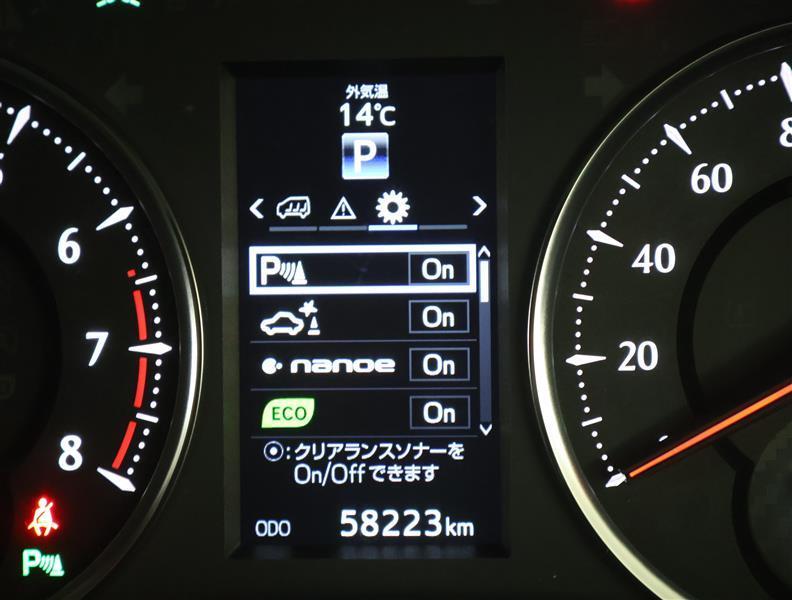 外気温
14℃
P
P On
On
nanoe On
ECO On
⦿:クリアランスソナーを
On/Offできます
ODO 58223km
6
7
8
P
20
40
60